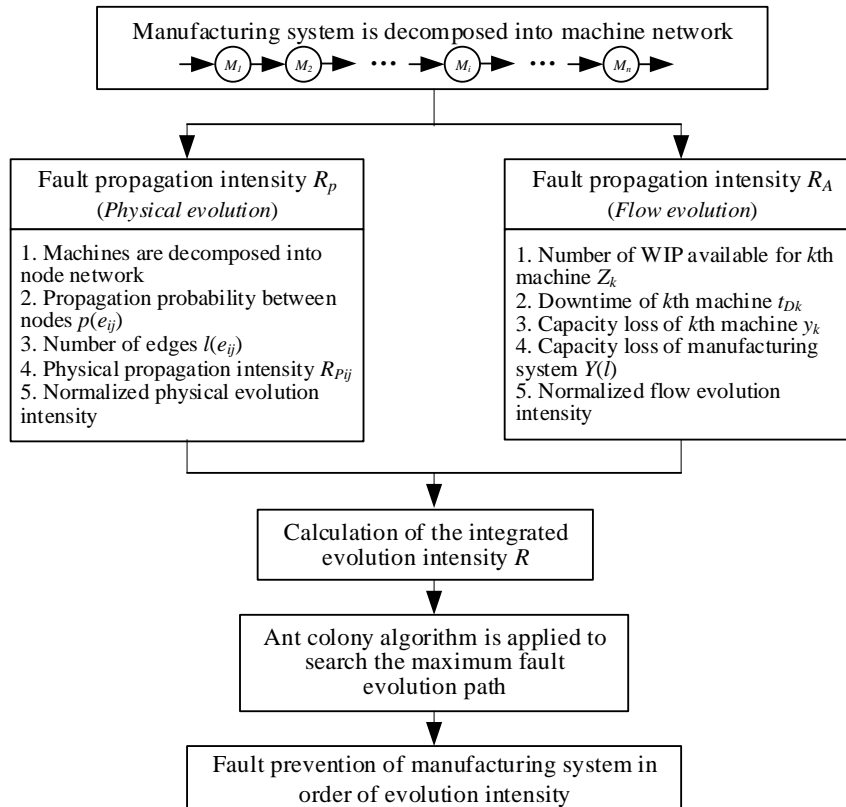 Manufacturing system is decomposed into machine network
M1 M2 ••• Mi ••• Mn
Fault propagation intensity Rp
(Physical evolution)
1. Machines are decomposed into
node network
2. Propagation probability between
nodes p(eij)
3. Number of edges l(eij)
4. Physical propagation intensity RPij
5. Normalized physical evolution
intensity
Fault propagation intensity RA
(Flow evolution)
1. Number of WIP available for kth
machine Zk
2. Downtime of kth machine tDk
3. Capacity loss of kth machine yk
4. Capacity loss of manufacturing
system Y(l)
5. Normalized flow evolution
intensity
Calculation of the integrated
evolution intensity R
Ant colony algorithm is applied to
search the maximum fault
evolution path
Fault prevention of manufacturing system in
order of evolution intensity